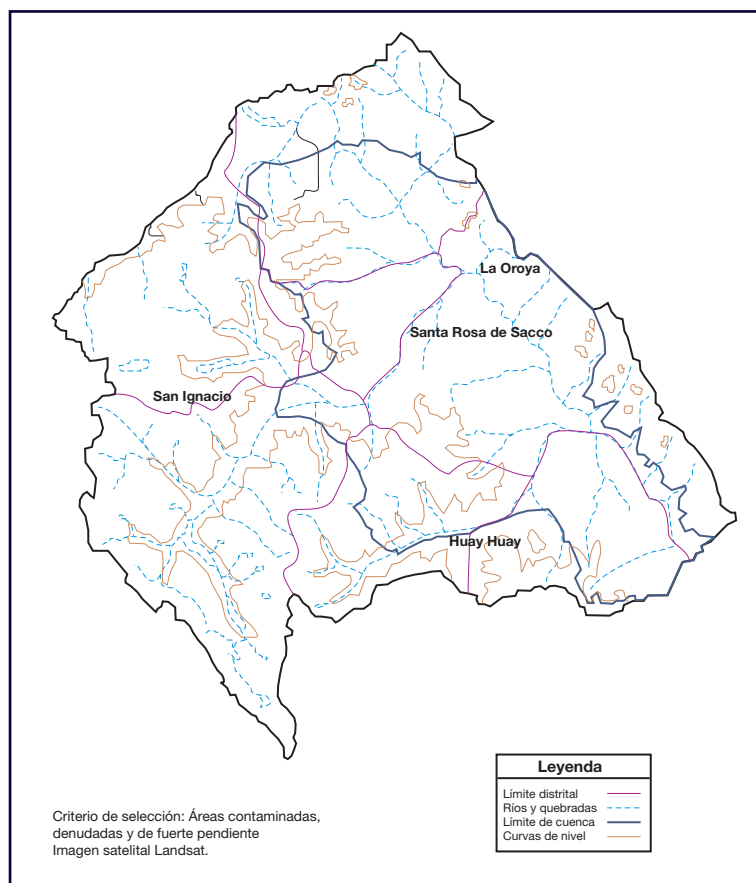 La Oroya
Santa Rosa de Sacco
San Ignacio
Huay Huay
Leyenda
Límite distrital
Ríos y quebradas
Límite de cuenca
Curvas de nivel
Criterio de selección: Áreas contaminadas,
denudadas y de fuerte pendiente
Imagen satelital Landsat.